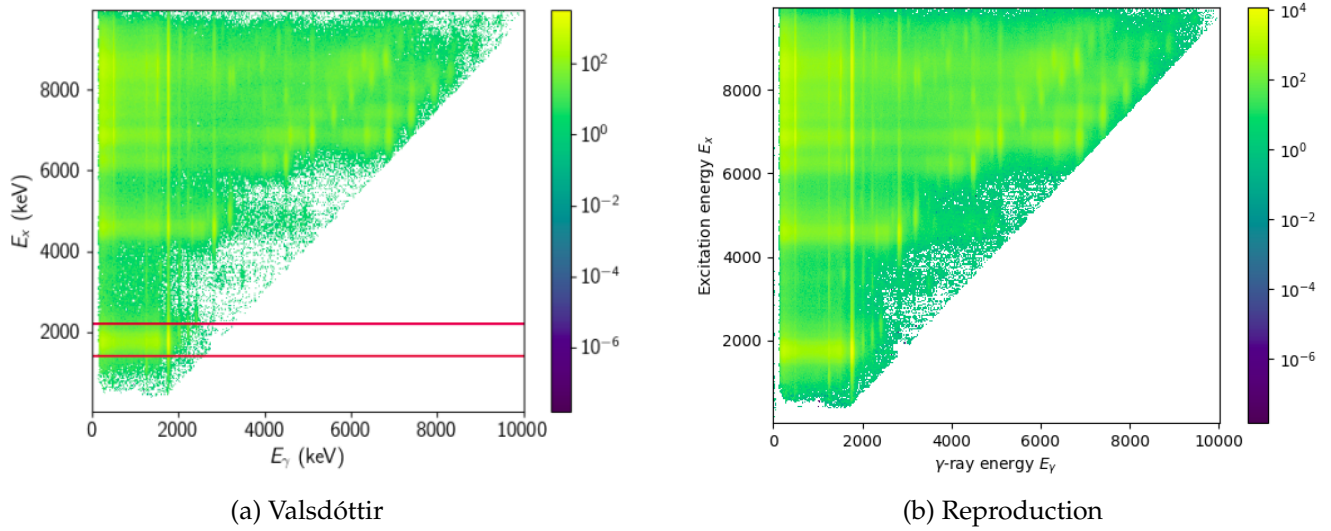 8000
6000
4000
2000
E_x (keV)
0 2000 4000 6000 8000 10000
E_γ (keV)
10^2
10^0
10^−2
10^−4
10^−6
(a) Valsdóttir
8000
6000
4000
2000
Excitation energy E_x
0 2000 4000 6000 8000 10000
γ-ray energy E_γ
10^4
10^2
10^0
10^−2
10^−4
10^−6
(b) Reproduction